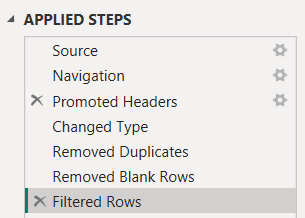 APPLIED STEPS
Source
Navigation
Promoted Headers
Changed Type
Removed Duplicates
Removed Blank Rows
Filtered Rows